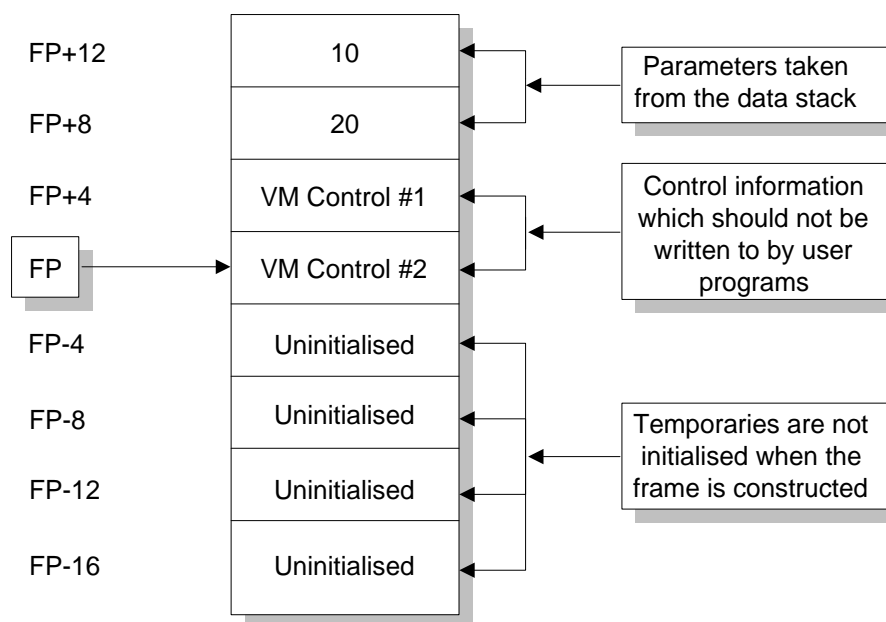 FP+12
10
Parameters taken
from the data stack
FP+8
20
FP+4
VM Control #1
Control information
which should not be
written to by user
programs
FP
VM Control #2
FP-4
Uninitialised
FP-8
Uninitialised
Temporaries are not
initialised when the
frame is constructed
FP-12
Uninitialised
FP-16
Uninitialised